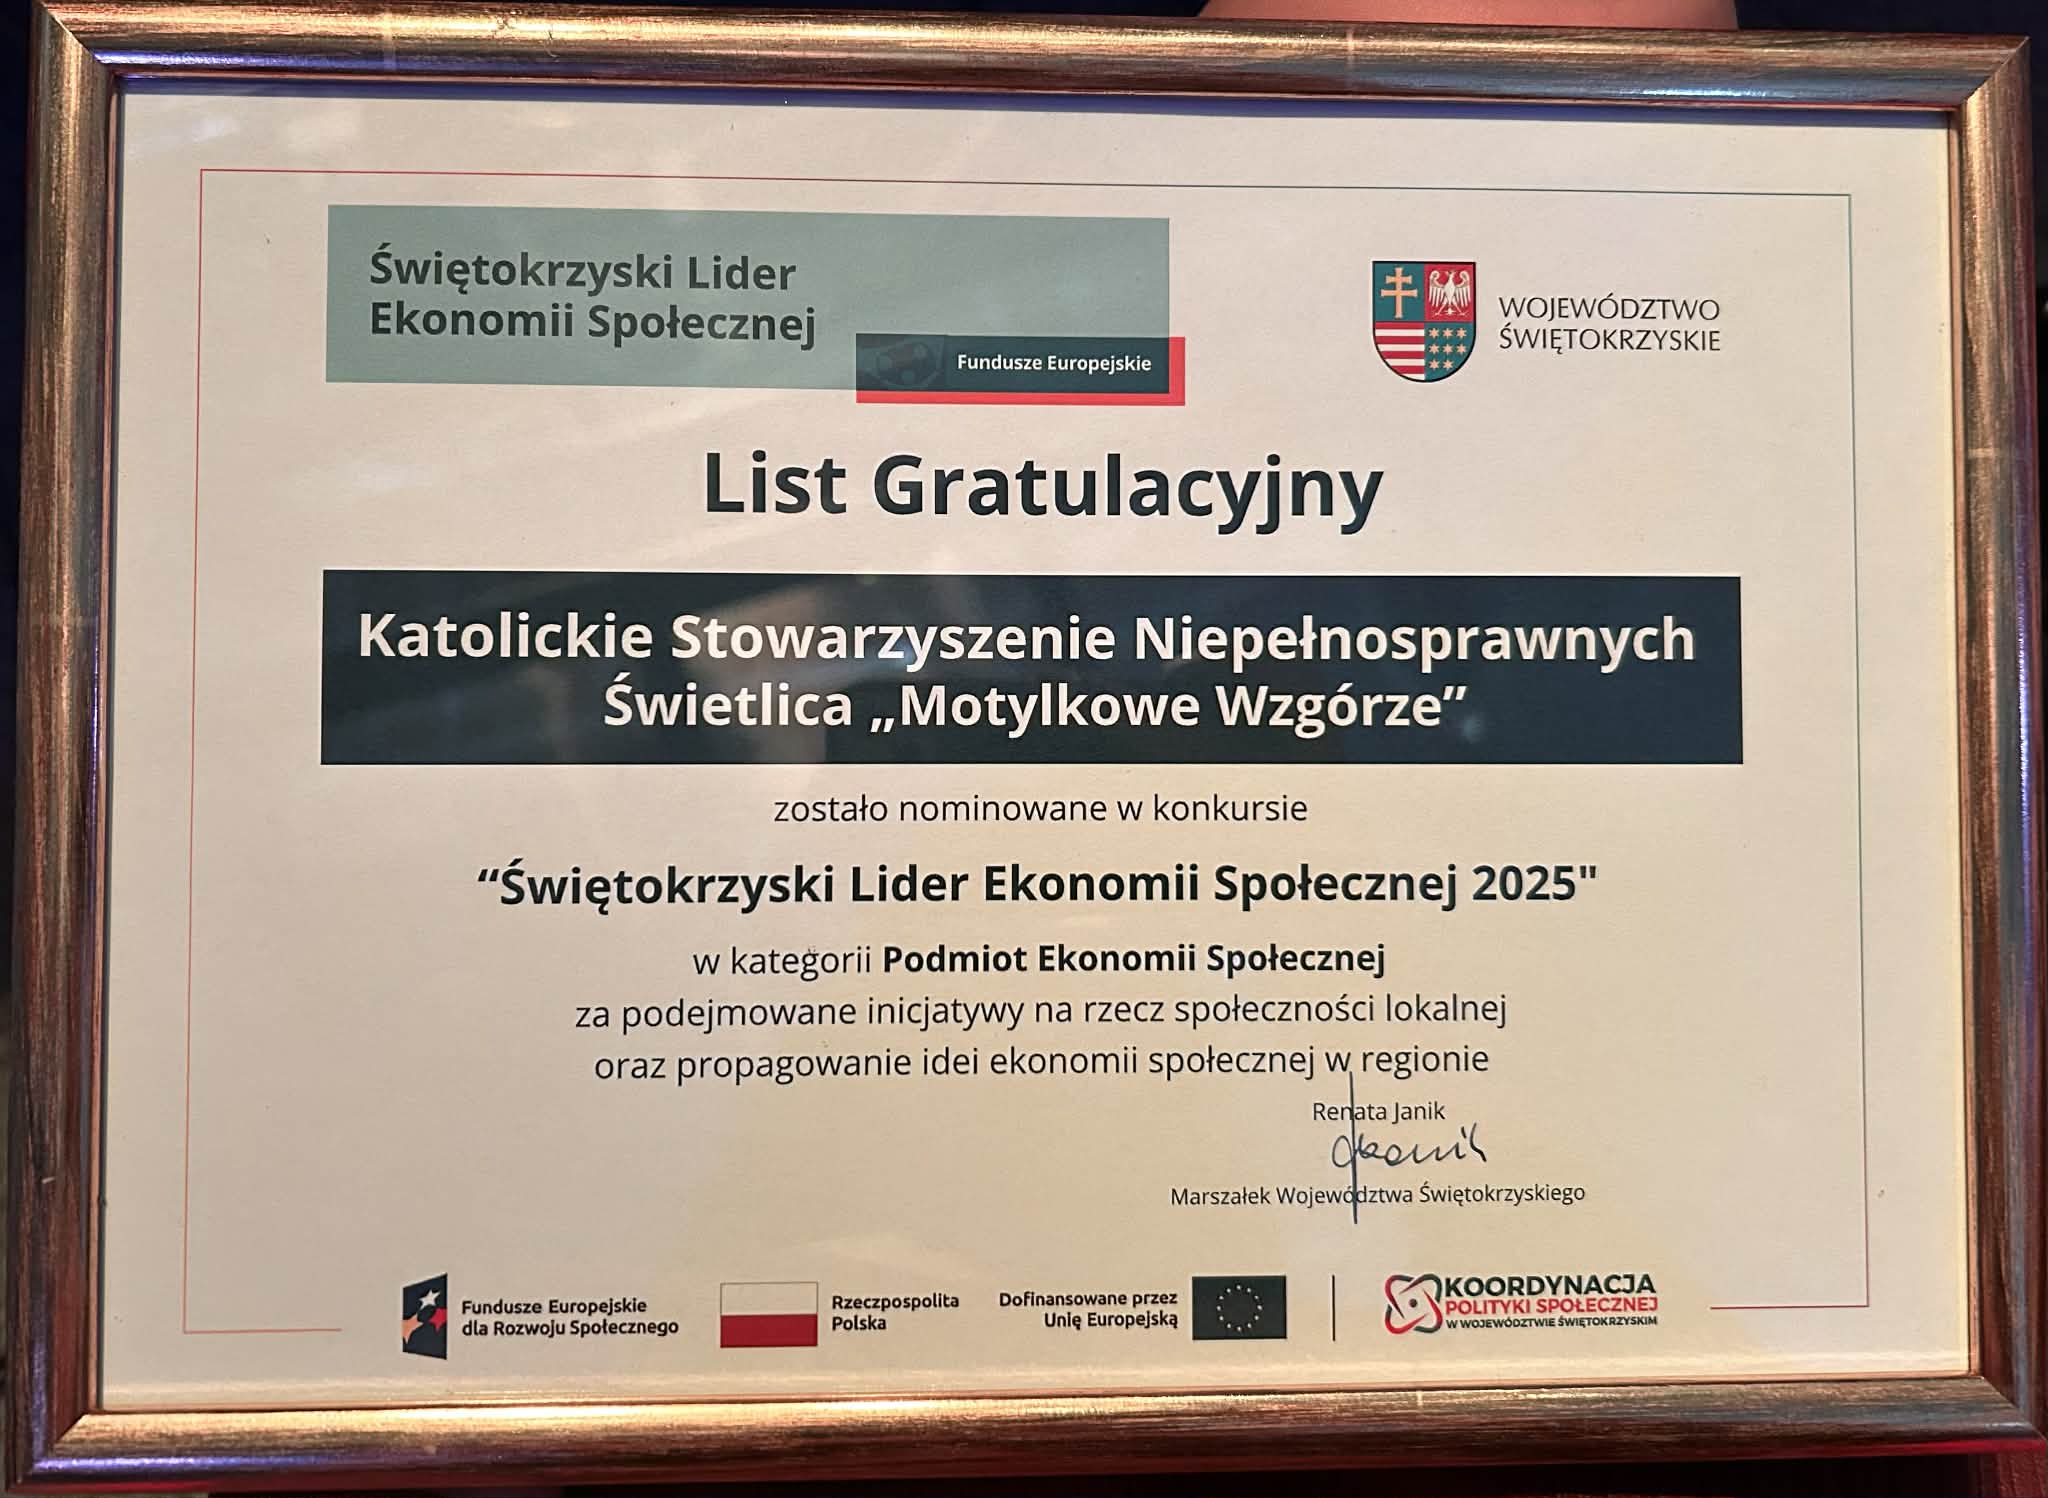 Świętokrzyski Lider
Ekonomii Społecznej
Fundusze Europejskie
WOJEWÓDZTWO
ŚWIĘTOKRZYSKIE
List Gratulacyjny
Katolickie Stowarzyszenie Niepełnosprawnych
Świetlica „Motylkowe Wzgórze”
zostało nominowane w konkursie
“Świętokrzyski Lider Ekonomii Społecznej 2025"
w kategorii Podmiot Ekonomii Społecznej
za podejmowane inicjatywy na rzecz społeczności lokalnej
oraz propagowanie idei ekonomii społecznej w regionie
Renata Janik
Marszałek Województwa Świętokrzyskiego
Fundusze Europejskie
dla Rozwoju Społecznego
Rzeczpospolita
Polska
Dofinansowane przez
Unię Europejską
KOORDYNACJA
POLITYKI SPOŁECZNEJ
W WOJEWÓDZTWIE ŚWIĘTOKRZYSKIM